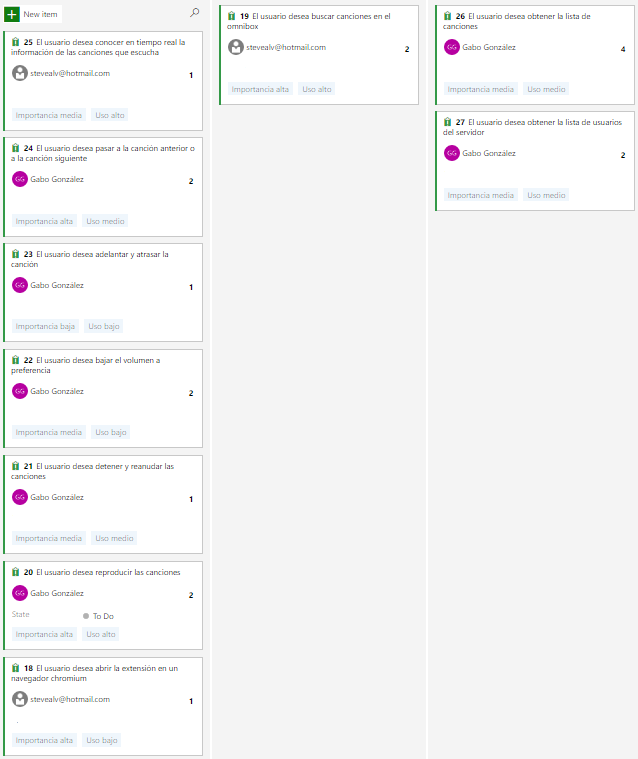 New item
25 El usuario desea conocer en tiempo real la
información de las canciones que escucha
stevealv@hotmail.com
1
Importancia media Uso alto
24 El usuario desea pasar a la canción anterior o
a la canción siguiente
GG Gabo González
2
Importancia alta Uso medio
23 El usuario desea adelantar y atrasar la
canción
GG Gabo González
1
Importancia baja Uso bajo
22 El usuario desea bajar el volumen a
preferencia
GG Gabo González
2
Importancia media Uso bajo
21 El usuario desea detener y reanudar las
canciones
GG Gabo González
1
Importancia media Uso medio
20 El usuario desea reproducir las canciones
GG Gabo González
2
State To Do
Importancia alta Uso alto
18 El usuario desea abrir la extensión en un
navegador chromium
stevealv@hotmail.com
1
Importancia alta Uso bajo
19 El usuario desea buscar canciones en el
omnibox
stevealv@hotmail.com
2
Importancia alta Uso alto
26 El usuario desea obtener la lista de
canciones
GG Gabo González
4
Importancia media Uso medio
27 El usuario desea obtener la lista de usuarios
del servidor
GG Gabo González
2
Importancia media Uso medio